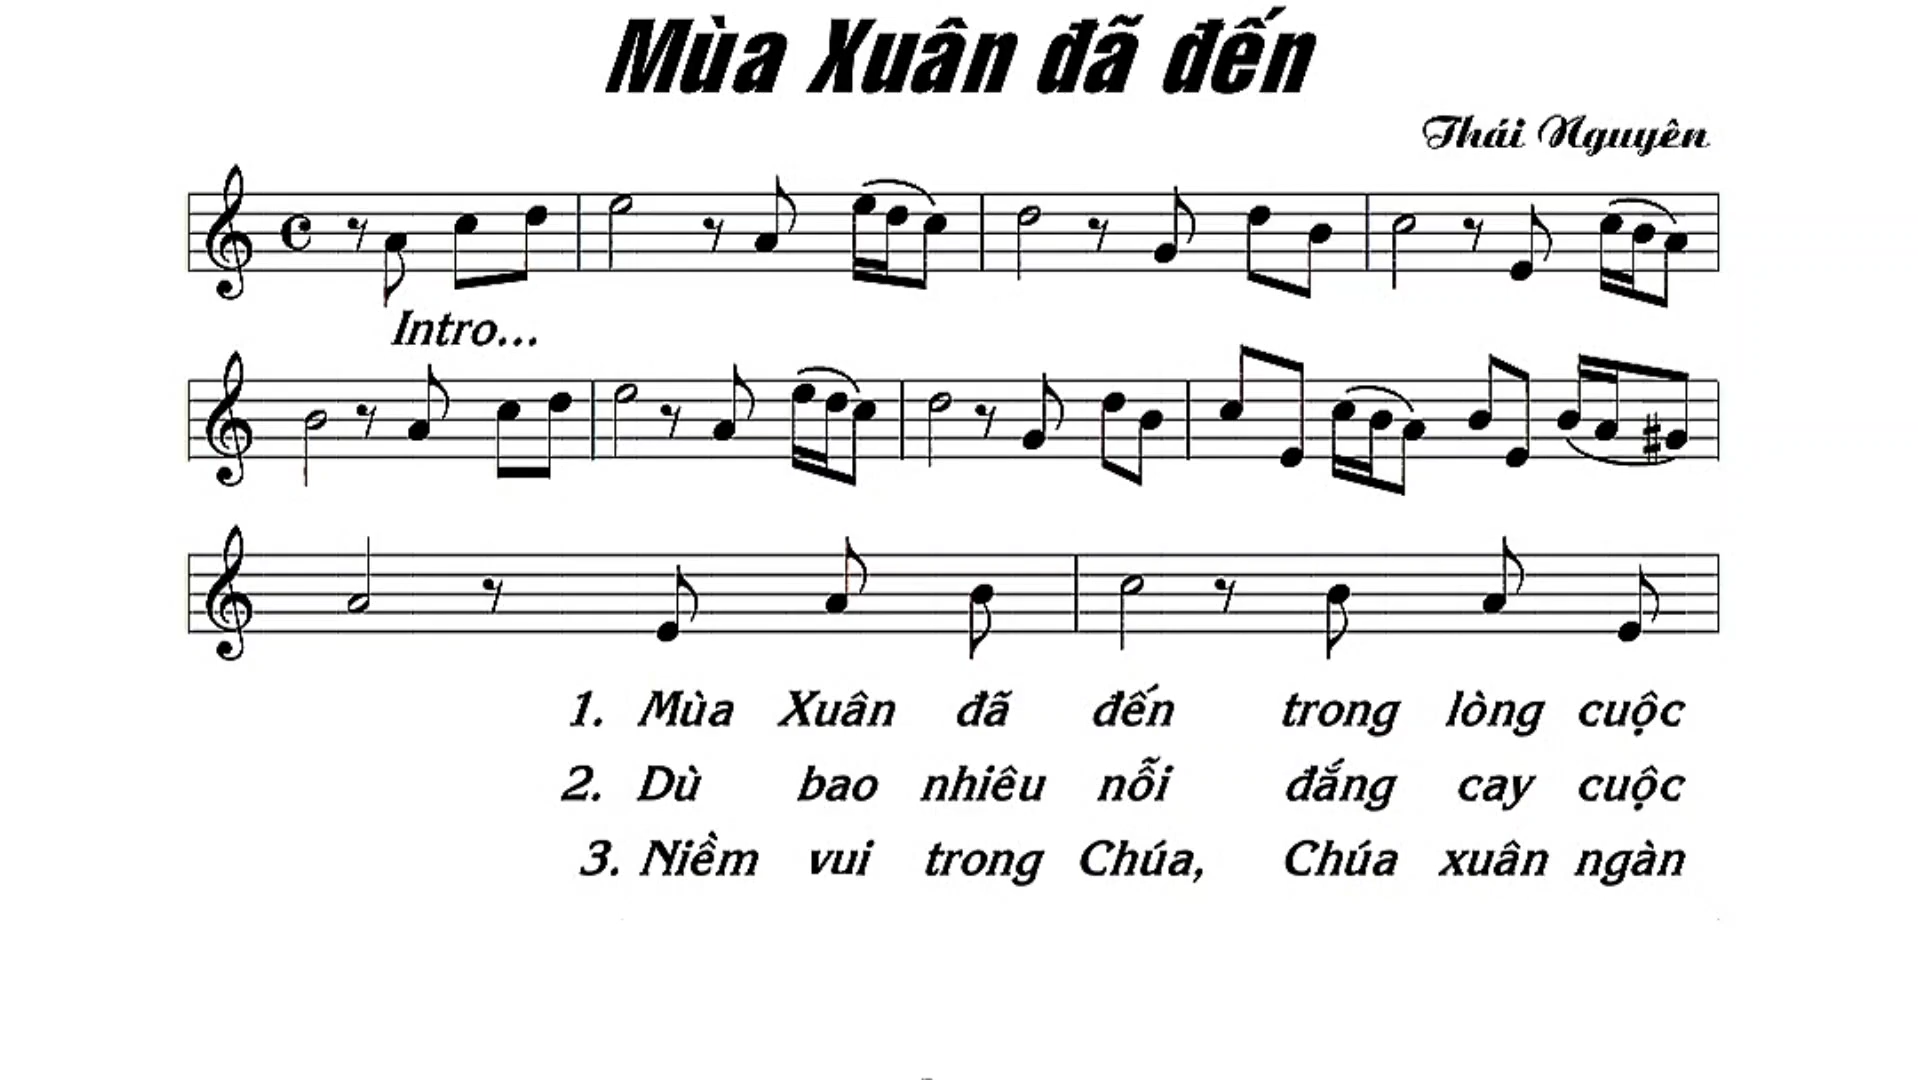 Mùa Xuân đã đến
Thái Nguyên
Intro...
1. Mùa Xuân đã đến trong lòng cuộc
2. Dù bao nhiêu nỗi đắng cay cuộc
3. Niềm vui trong Chúa, Chúa xuân ngàn